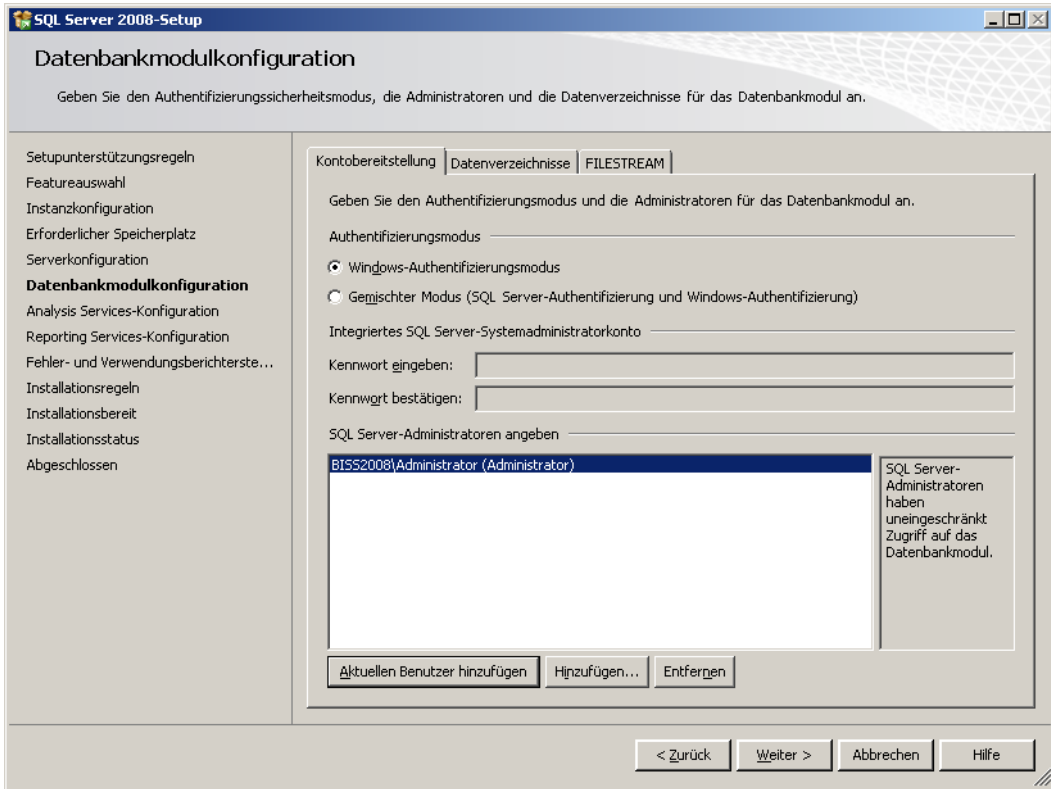 SQL Server 2008-Setup
Datenbankmodulkonfiguration
Geben Sie den Authentifizierungssicherheitsmodus, die Administratoren und die Datenverzeichnisse für das Datenbankmodul an.
Setupunterstützungsregeln
Featureauswahl
Instanzkonfiguration
Erforderlicher Speicherplatz
Serverkonfiguration
Datenbankmodulkonfiguration
Analysis Services-Konfiguration
Reporting Services-Konfiguration
Fehler- und Verwendungsberichterste...
Installationsregeln
Installationsbereit
Installationsstatus
Abgeschlossen
Kontobereitstellung Datenverzeichnisse FILESTREAM
Geben Sie den Authentifizierungsmodus und die Administratoren für das Datenbankmodul an.
Authentifizierungsmodus
Windows-Authentifizierungsmodus
Gemischter Modus (SQL Server-Authentifizierung und Windows-Authentifizierung)
Integriertes SQL Server-Systemadministratorkonto
Kennwort eingeben:
Kennwort bestätigen:
SQL Server-Administratoren angeben
BISS2008\Administrator (Administrator)
SQL Server-
Administratoren
haben
uneingeschränkt
Zugriff auf das
Datenbankmodul.
Aktuellen Benutzer hinzufügen Hinzufügen... Entfernen
< Zurück Weiter > Abbrechen Hilfe